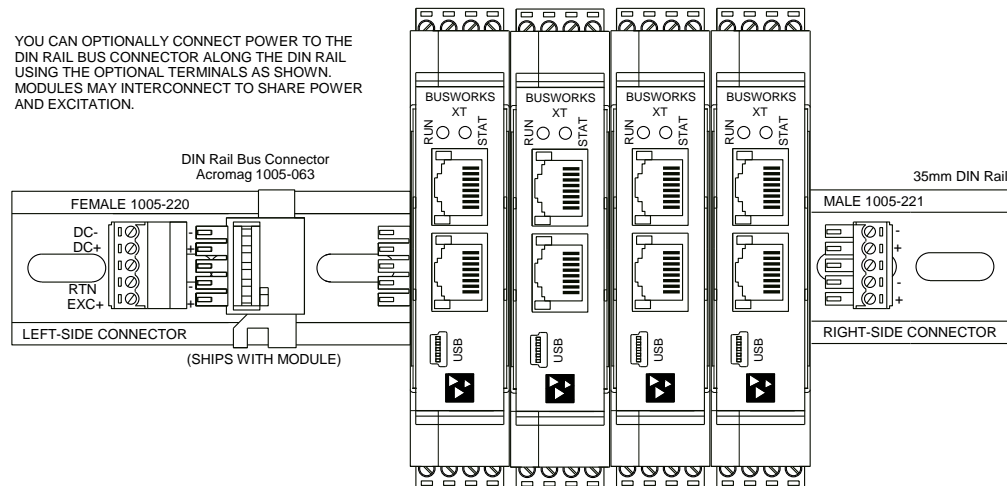 YOU CAN OPTIONALLY CONNECT POWER TO THE
DIN RAIL BUS CONNECTOR ALONG THE DIN RAIL
USING THE OPTIONAL TERMINALS AS SHOWN.
MODULES MAY INTERCONNECT TO SHARE POWER
AND EXCITATION.
DIN Rail Bus Connector
Acromag 1005-063
FEMALE 1005-220
DC-
DC+
RTN
EXC+
-
+
-
+
LEFT-SIDE CONNECTOR
(SHIPS WITH MODULE)
BUSWORKS
XT
RUN
STAT
USB
BUSWORKS
XT
RUN
STAT
USB
BUSWORKS
XT
RUN
STAT
USB
BUSWORKS
XT
RUN
STAT
USB
35mm DIN Rail
MALE 1005-221
-
+
-
+
RIGHT-SIDE CONNECTOR